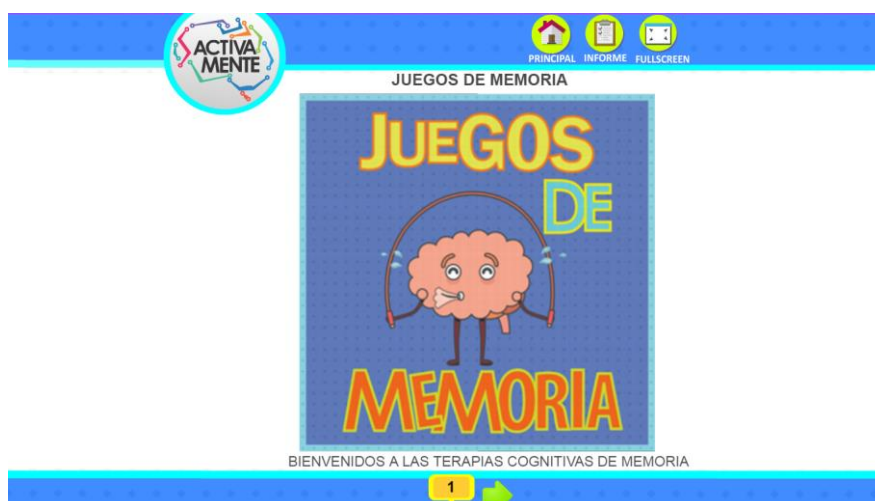 ACTIVA
MENTE
PRINCIPAL INFORME FULLSCREEN
JUEGOS DE MEMORIA
JUEGOS
DE
MEMORIA
BIENVENIDOS A LAS TERAPIAS COGNITIVAS DE MEMORIA
1